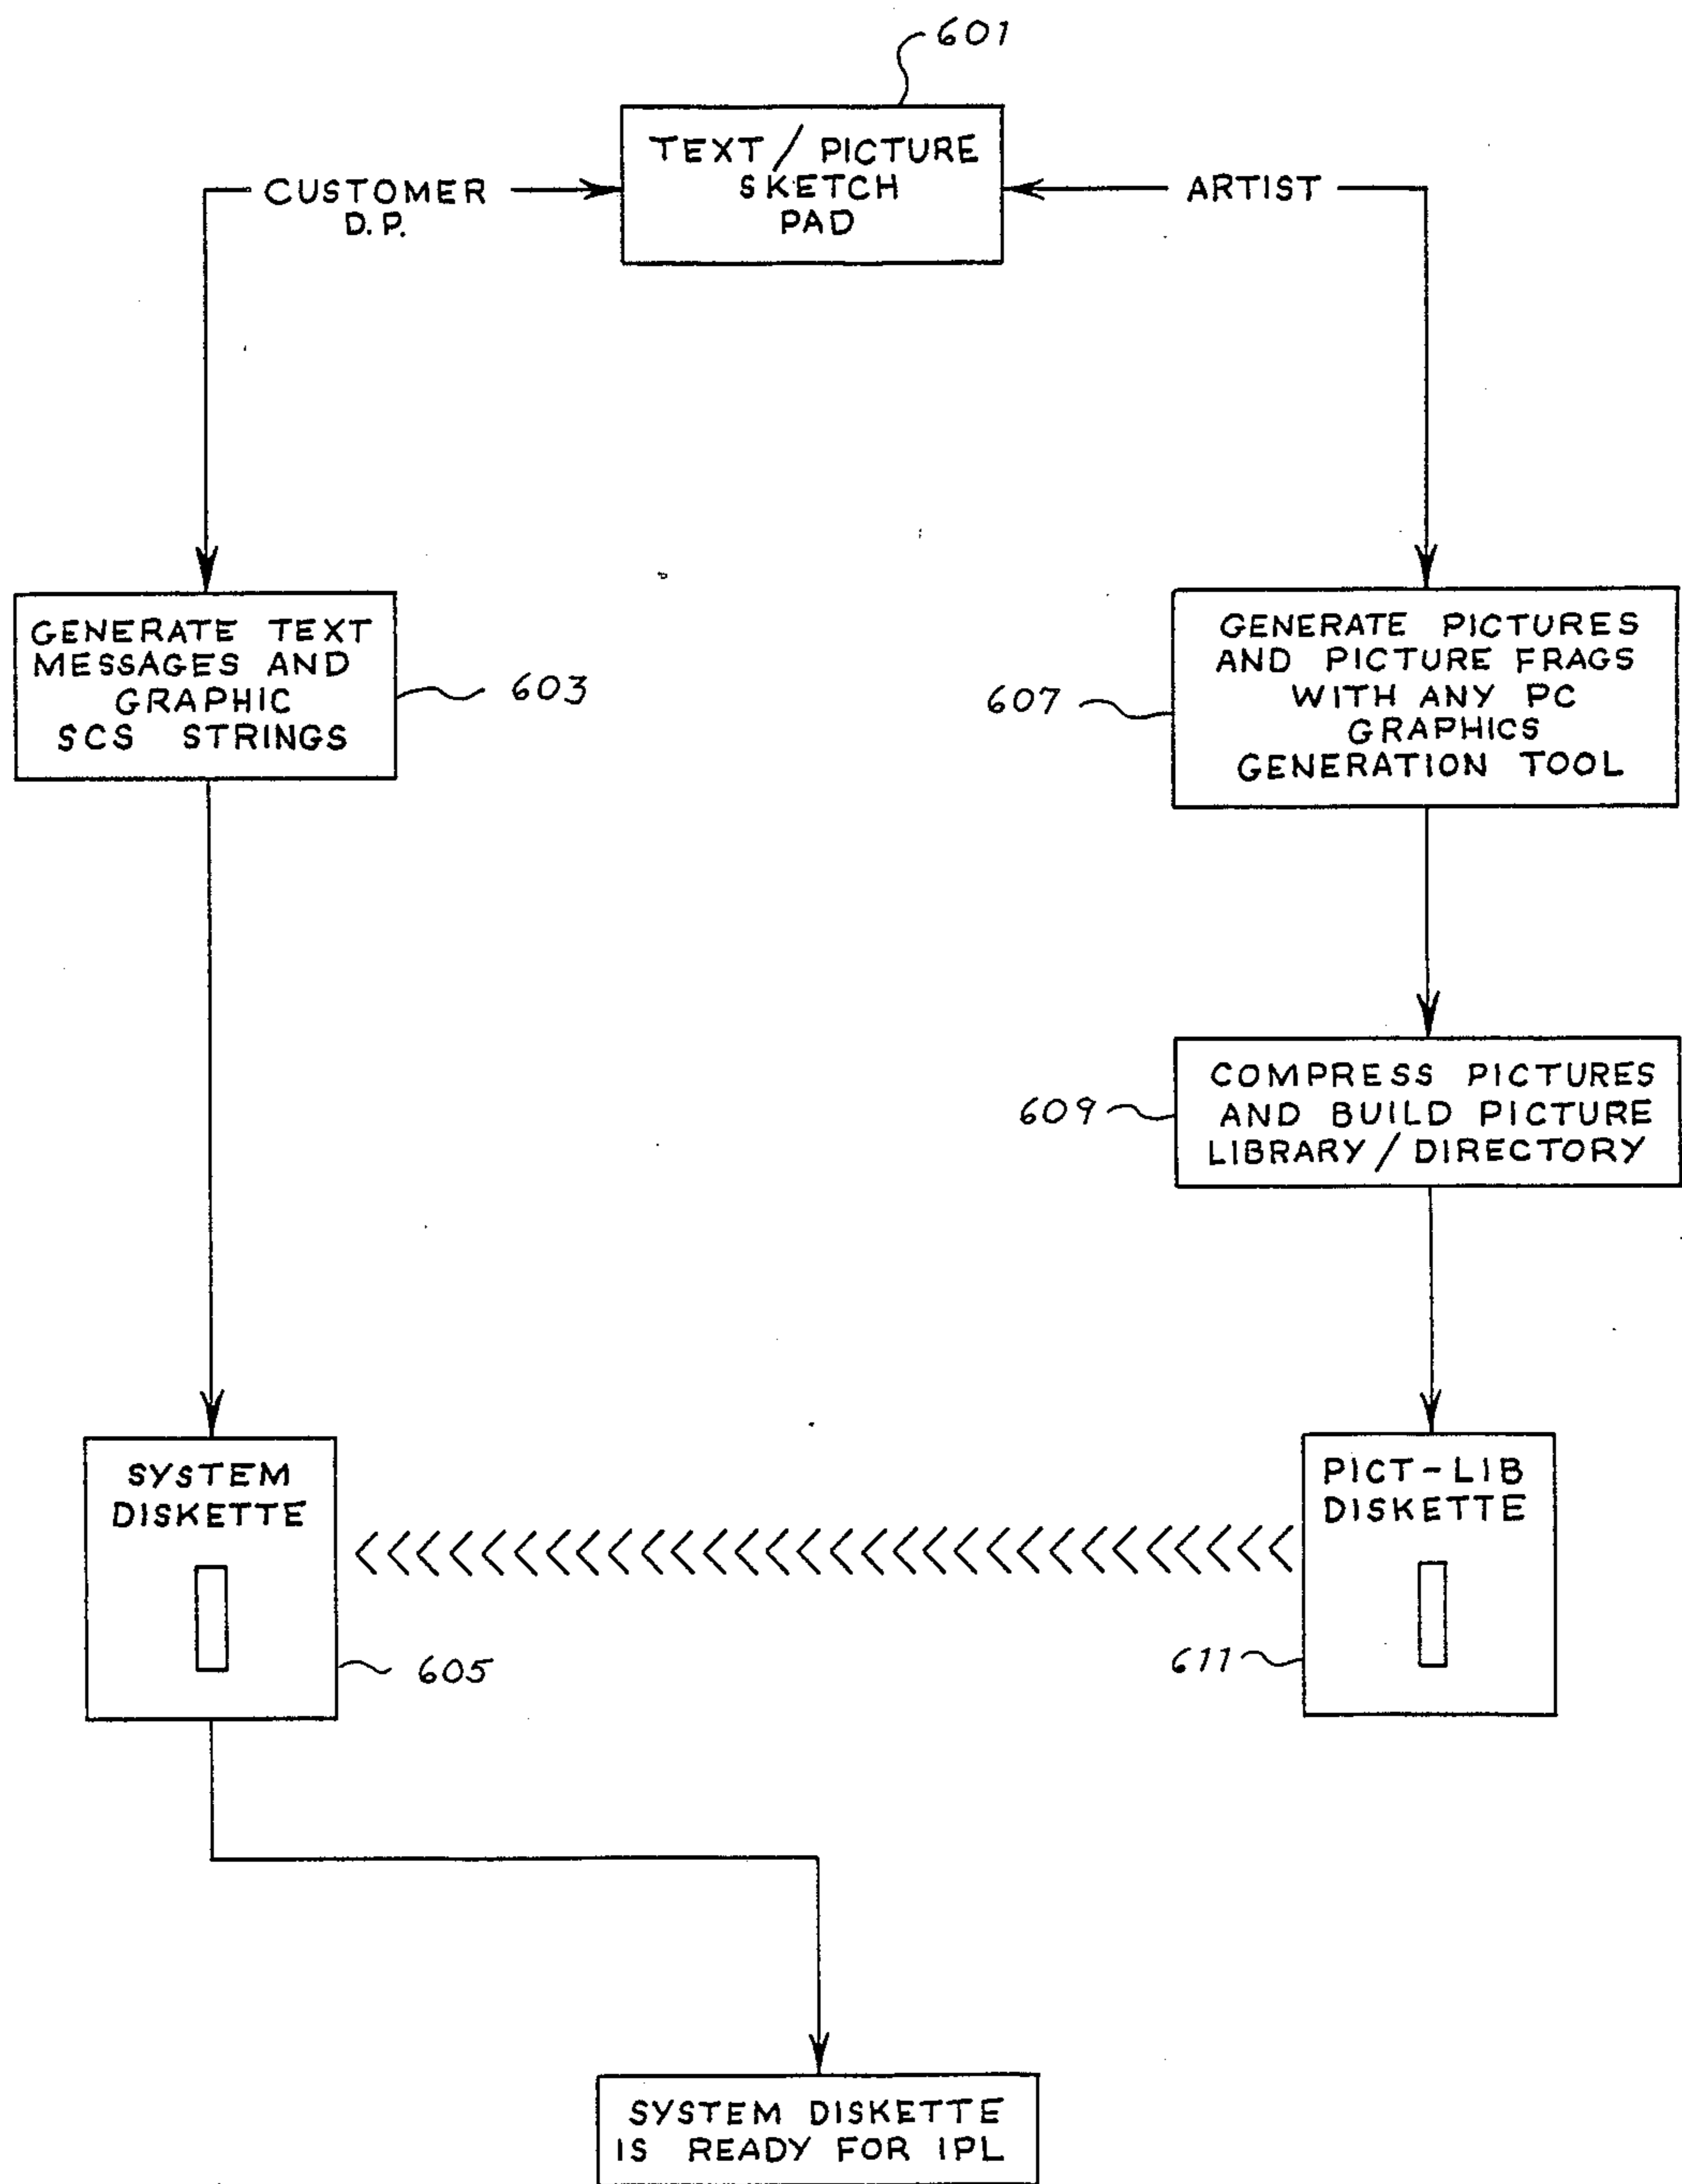 601
TEXT / PICTURE
SKETCH
PAD
CUSTOMER
D.P.
ARTIST
GENERATE TEXT
MESSAGES AND
GRAPHIC
SCS STRINGS
603
GENERATE PICTURES
AND PICTURE FRAGS
WITH ANY PC
GRAPHICS
GENERATION TOOL
607
COMPRESS PICTURES
AND BUILD PICTURE
LIBRARY / DIRECTORY
609
SYSTEM
DISKETTE
605
PICT-LIB
DISKETTE
611
SYSTEM DISKETTE
IS READY FOR IPL